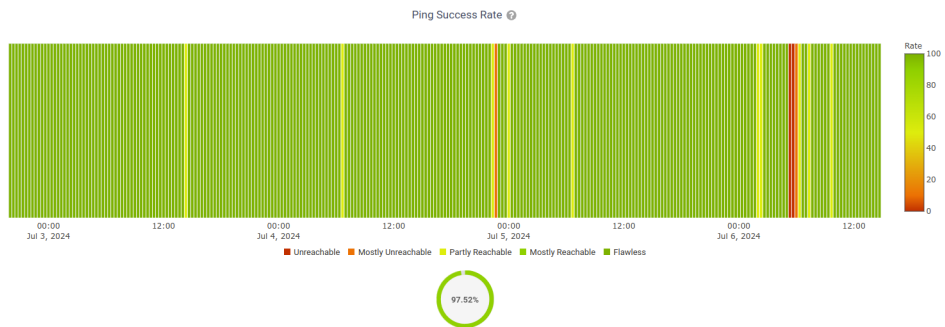 Ping Success Rate ?
Rate
100
80
60
40
20
0
00:00 12:00 00:00 12:00 00:00 12:00 00:00 12:00
Jul 3, 2024 Jul 4, 2024 Jul 5, 2024 Jul 6, 2024
Unreachable Mostly Unreachable Partly Reachable Mostly Reachable Flawless
97.52%